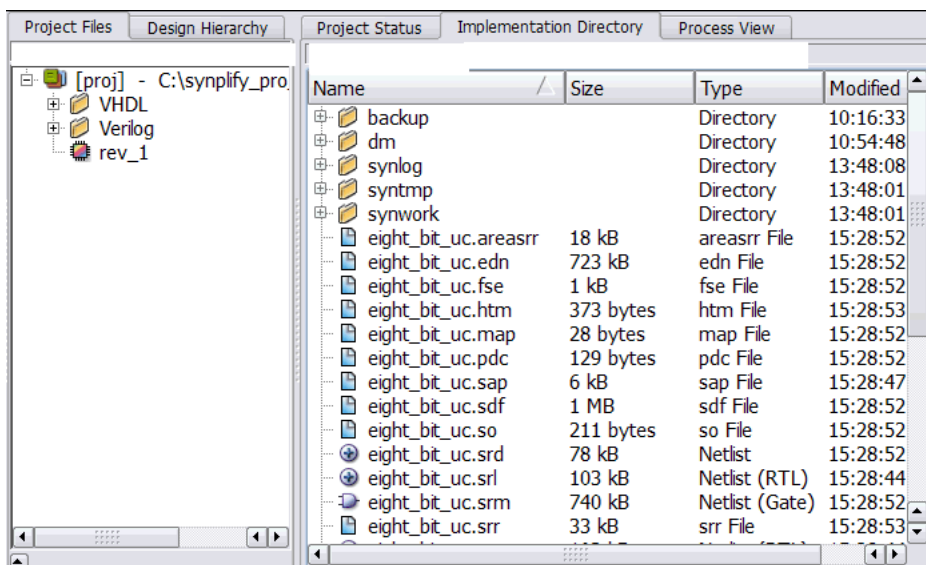 Project Files Design Hierarchy Project Status Implementation Directory Process View
[proj] - C:\synplify_pro
VHDL
Verilog
rev_1
Name Size Type Modified
backup Directory 10:16:33
dm Directory 10:54:48
synlog Directory 13:48:08
syntmp Directory 13:48:01
synwork Directory 13:48:01
eight_bit_uc.areasrr 18 kB areasrr File 15:28:52
eight_bit_uc.edn 723 kB edn File 15:28:52
eight_bit_uc.fse 1 kB fse File 15:28:52
eight_bit_uc.htm 373 bytes htm File 15:28:53
eight_bit_uc.map 28 bytes map File 15:28:52
eight_bit_uc.pdc 129 bytes pdc File 15:28:52
eight_bit_uc.sap 6 kB sap File 15:28:47
eight_bit_uc.sdf 1 MB sdf File 15:28:52
eight_bit_uc.so 211 bytes so File 15:28:52
eight_bit_uc.srd 78 kB Netlist 15:28:52
eight_bit_uc.srl 103 kB Netlist (RTL) 15:28:44
eight_bit_uc.srm 740 kB Netlist (Gate) 15:28:52
eight_bit_uc.srr 33 kB srr File 15:28:53